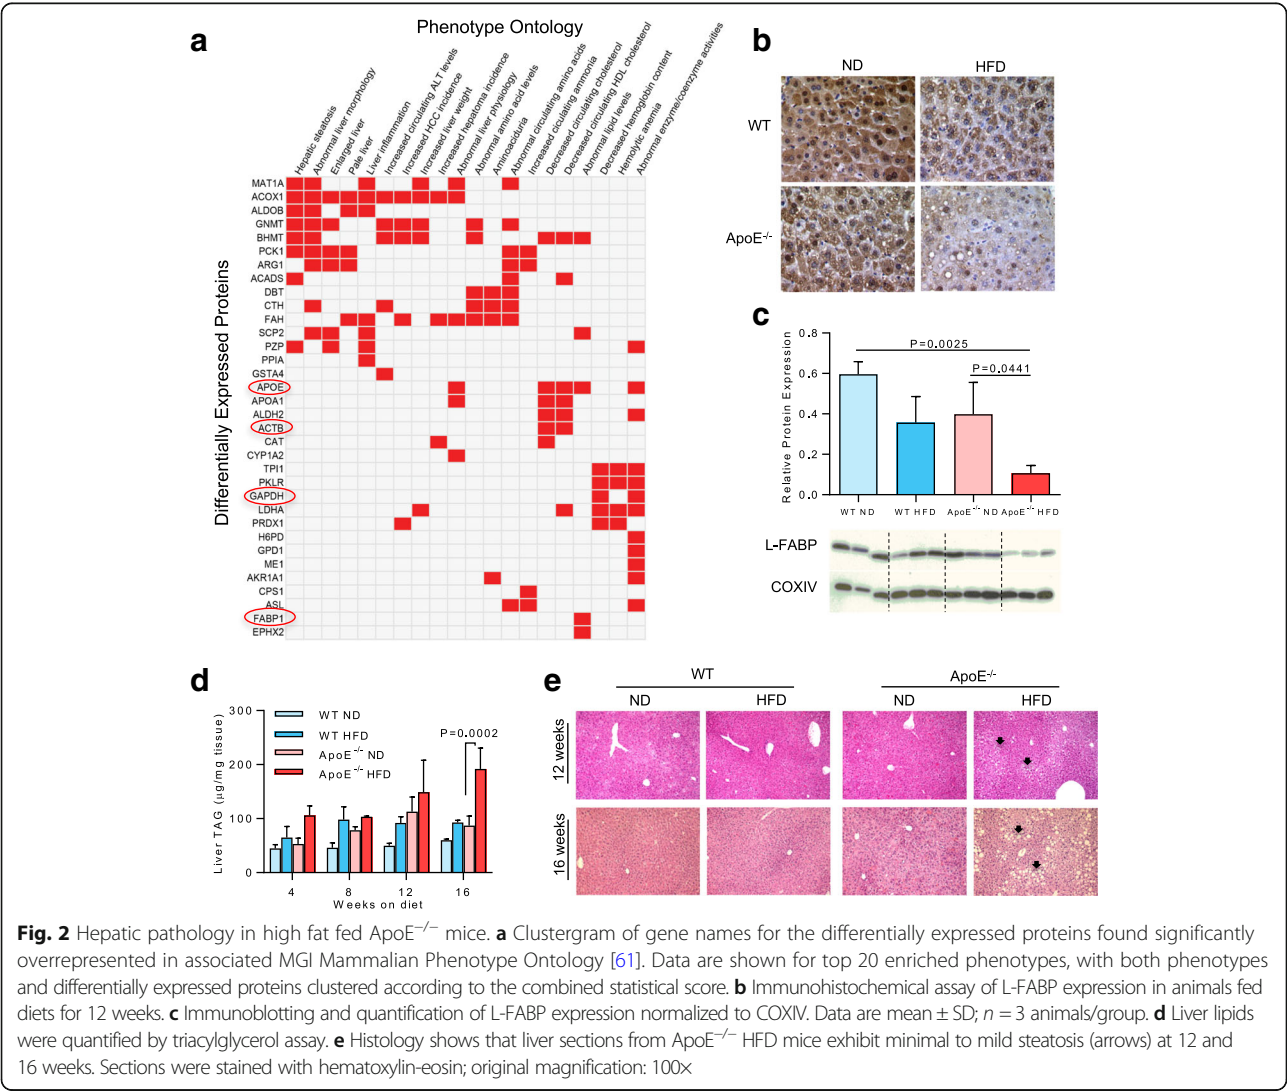 a
Phenotype Ontology
Hepatic steatosis
Abnormal liver morphology
Enlarged liver
Pale liver
Liver inflammation
Increased circulating ALT levels
Increased HCC incidence
Increased liver weight
Increased hepatoma incidence
Abnormal liver physiology
Abnormal amino acid levels
Aminoaciduria
Abnormal circulating amino acids
Increased circulating ammonia
Decreased circulating cholesterol
Decreased circulating HDL cholesterol
Abnormal lipid levels
Decreased hemoglobin content
Hemolytic anemia
Abnormal enzyme/coenzyme activities
Differentially Expressed Proteins
MAT1A
ACOX1
ALDOB
GNMT
BHMT
PCK1
ARG1
ACADS
DBT
CTH
FAH
SCP2
PZP
PPIA
GSTA4
APOE
APOA1
ALDH2
ACTB
CAT
CYP1A2
TPI1
PKLR
GAPDH
LDHA
PRDX1
H6PD
GPD1
ME1
AKR1A1
CPS1
ASL
FABP1
EPHX2
b
ND HFD
WT
ApoE-/-
c
Relative Protein Expression
0.8
0.6
0.4
0.2
0.0
P=0.0025
P=0.0441
WT ND WT HFD ApoE-/- ND ApoE-/- HFD
L-FABP
COXIV
d
Liver TAG (µg/mg tissue)
300
200
100
0
WT ND
WT HFD
ApoE-/- ND
ApoE-/- HFD
P=0.0002
4 8 12 16
Weeks on diet
e
WT ApoE-/-
ND HFD ND HFD
12 weeks
16 weeks
Fig. 2 Hepatic pathology in high fat fed ApoE−/− mice. a Clustergram of gene names for the differentially expressed proteins found significantly
overrepresented in associated MGI Mammalian Phenotype Ontology [61]. Data are shown for top 20 enriched phenotypes, with both phenotypes
and differentially expressed proteins clustered according to the combined statistical score. b Immunohistochemical assay of L-FABP expression in animals fed
diets for 12 weeks. c Immunoblotting and quantification of L-FABP expression normalized to COXIV. Data are mean ± SD; n = 3 animals/group. d Liver lipids
were quantified by triacylglycerol assay. e Histology shows that liver sections from ApoE−/− HFD mice exhibit minimal to mild steatosis (arrows) at 12 and
16 weeks. Sections were stained with hematoxylin-eosin; original magnification: 100×